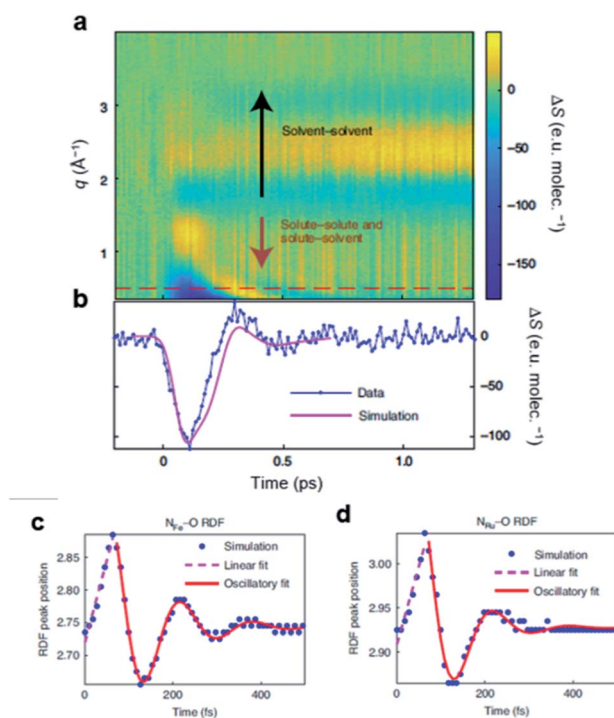 a
3
2
1
q (Å⁻¹)
Solvent–solvent
Solute–solute and
solute–solvent
0
−50
−100
−150
ΔS (e.u. molec. ⁻¹)
b
Data
Simulation
0
−50
−100
ΔS (e.u. molec. ⁻¹)
0 0.5 1.0
Time (ps)
c
N_Fe–O RDF
Simulation
Linear fit
Oscillatory fit
2.85
2.80
2.75
2.70
RDF peak position
0 200 400
Time (fs)
d
N_Ru–O RDF
Simulation
Linear fit
Oscillatory fit
3.00
2.95
2.90
RDF peak position
0 200 400
Time (fs)